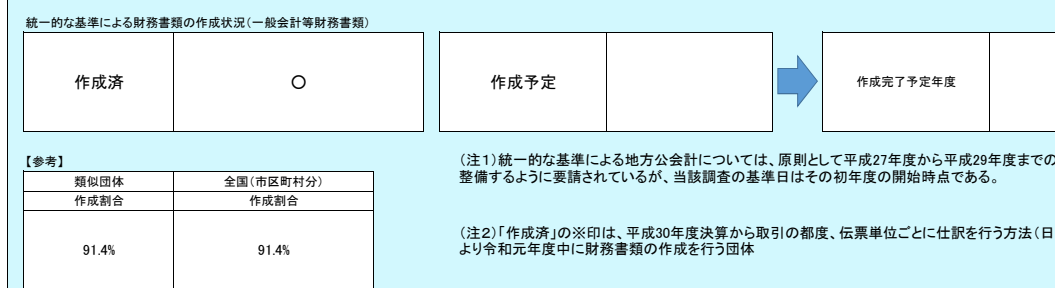 統一的な基準による財務書類の作成状況(一般会計等財務書類)
作成済 ○ 作成予定 作成完了予定年度
【参考】
類似団体 全国(市区町村分)
作成割合 作成割合
91.4% 91.4%
(注1)統一的な基準による地方公会計については、原則として平成27年度から平成29年度までの
整備するように要請されているが、当該調査の基準日はその初年度の開始時点である。
(注2)「作成済」の※印は、平成30年度決算から取引の都度、伝票単位ごとに仕訳を行う方法(日
より令和元年度中に財務書類の作成を行う団体